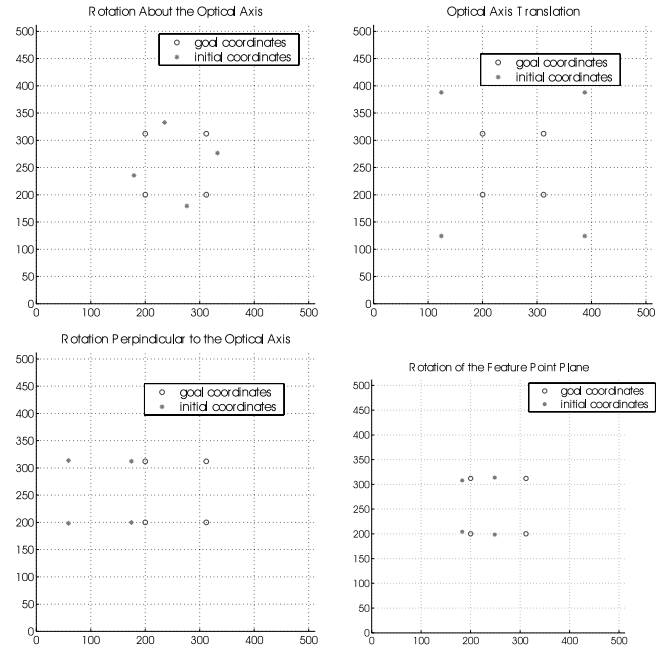 Rotation About the Optical Axis
500
450
400
350
300
250
200
150
100
50
0
0 100 200 300 400 500
goal coordinates
initial coordinates
Optical Axis Translation
500
450
400
350
300
250
200
150
100
50
0
0 100 200 300 400 500
goal coordinates
initial coordinates
Rotation Perpindicular to the Optical Axis
500
450
400
350
300
250
200
150
100
50
0
0 100 200 300 400 500
goal coordinates
initial coordinates
Rotation of the Feature Point Plane
500
450
400
350
300
250
200
150
100
50
0
0 100 200 300 400 500
goal coordinates
initial coordinates